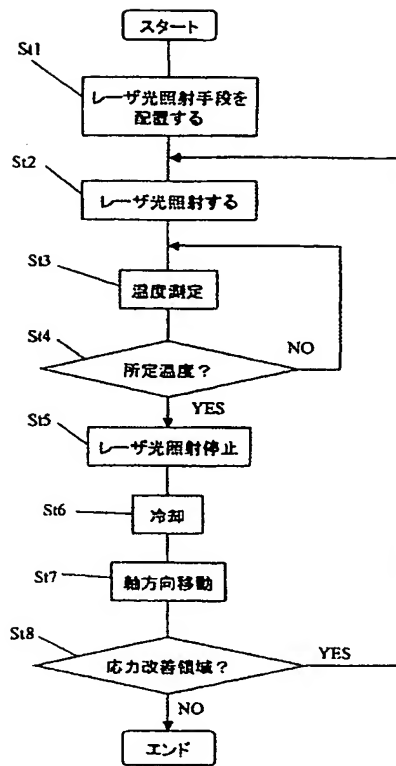 スタート
St1
レーザ光照射手段を
配置する
St2
レーザ光照射する
St3
温度測定
St4
所定温度?
NO
YES
St5
レーザ光照射停止
St6
冷却
St7
軸方向移動
St8
応力改善領域?
YES
NO
エンド